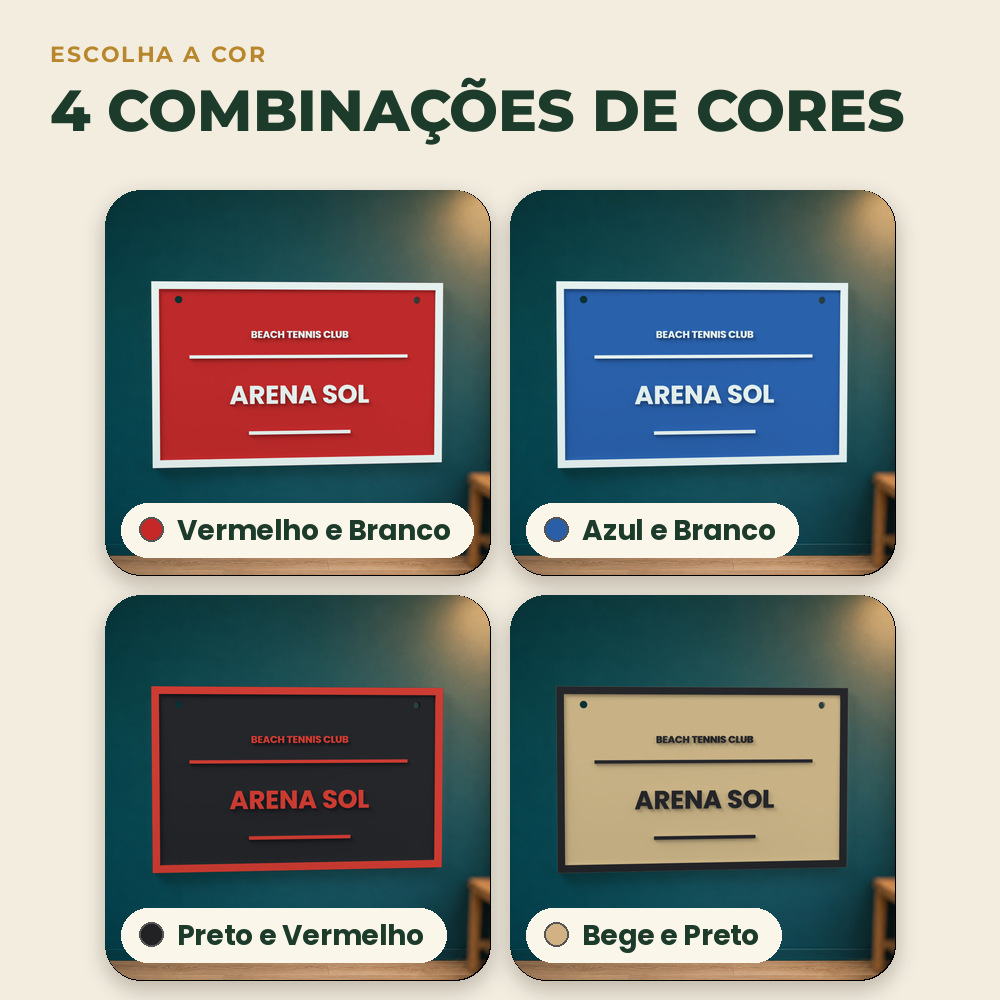 ESCOLHA A COR
4 COMBINAÇÕES DE CORES
BEACH TENNIS CLUB
ARENA SOL
Vermelho e Branco
BEACH TENNIS CLUB
ARENA SOL
Azul e Branco
BEACH TENNIS CLUB
ARENA SOL
Preto e Vermelho
BEACH TENNIS CLUB
ARENA SOL
Bege e Preto